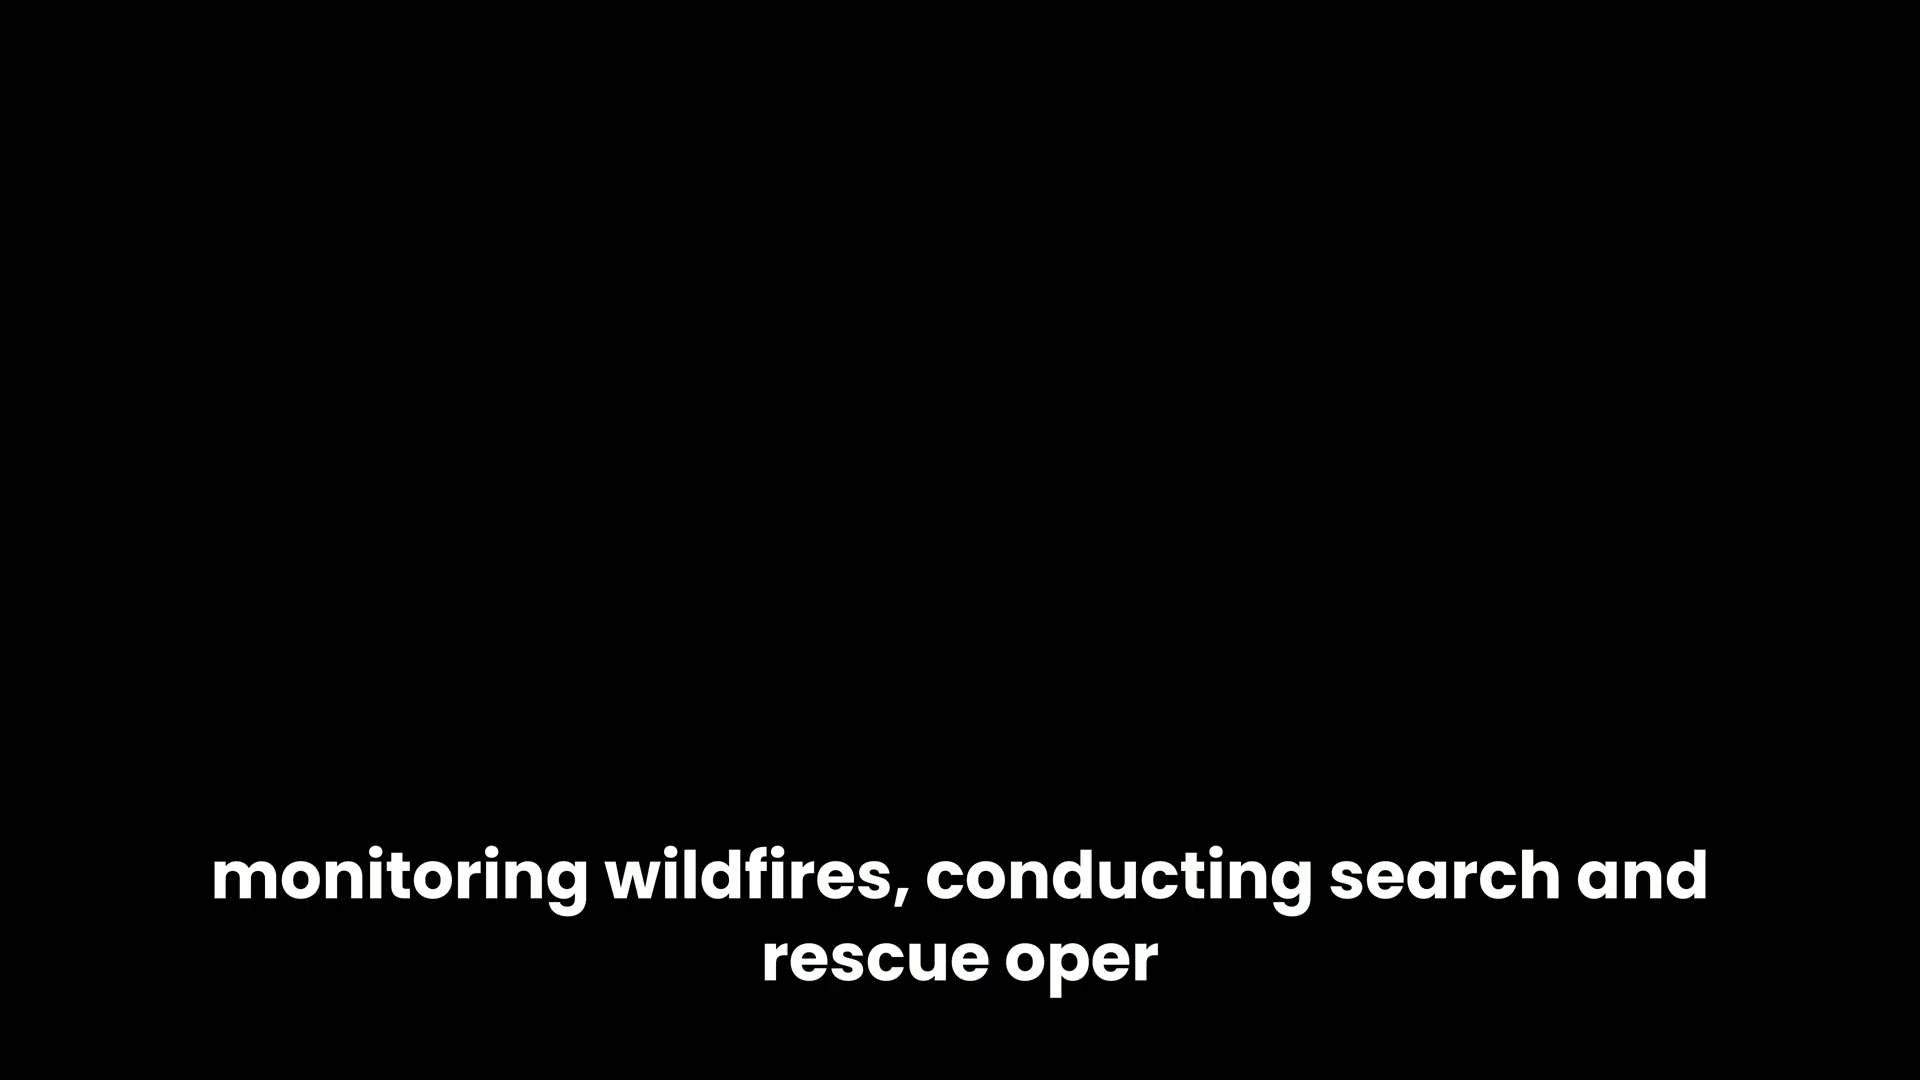 monitoring wildfires, conducting search and
rescue oper